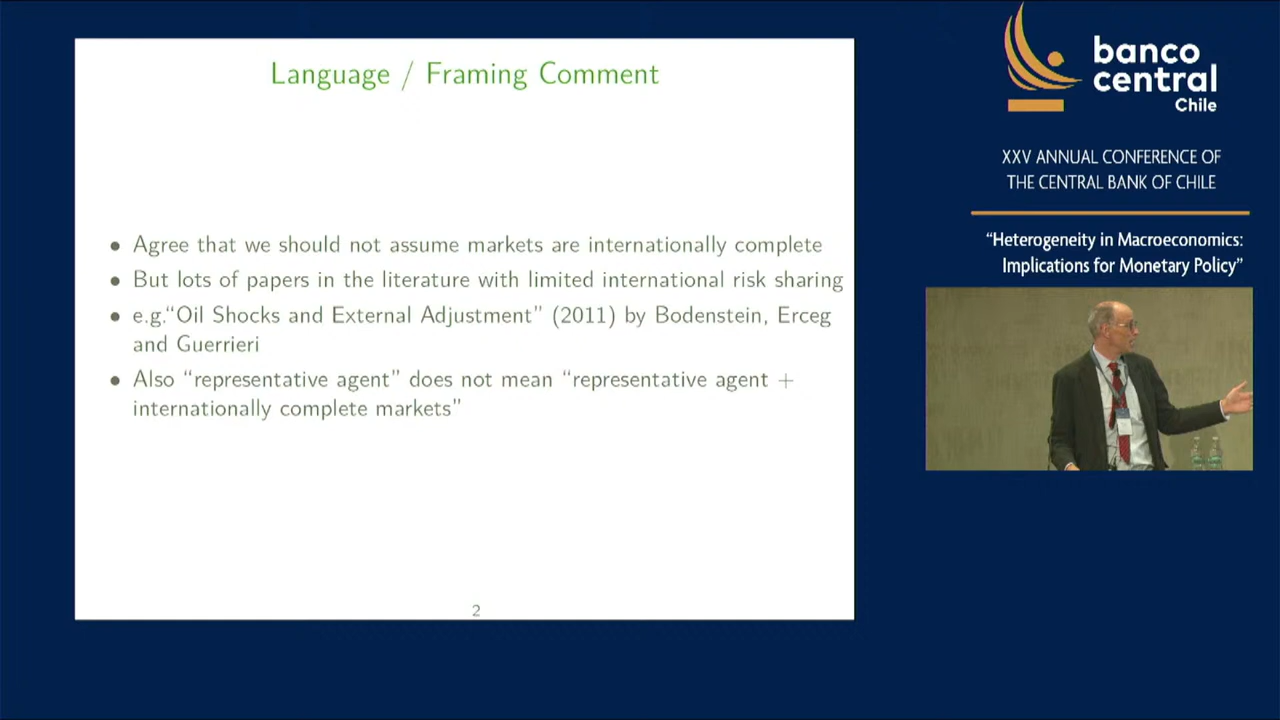 Language / Framing Comment
• Agree that we should not assume markets are internationally complete
• But lots of papers in the literature with limited international risk sharing
• e.g.“Oil Shocks and External Adjustment” (2011) by Bodenstein, Erceg
and Guerrieri
• Also “representative agent” does not mean “representative agent +
internationally complete markets”
2
banco
central
Chile
XXV ANNUAL CONFERENCE OF
THE CENTRAL BANK OF CHILE
“Heterogeneity in Macroeconomics:
Implications for Monetary Policy”